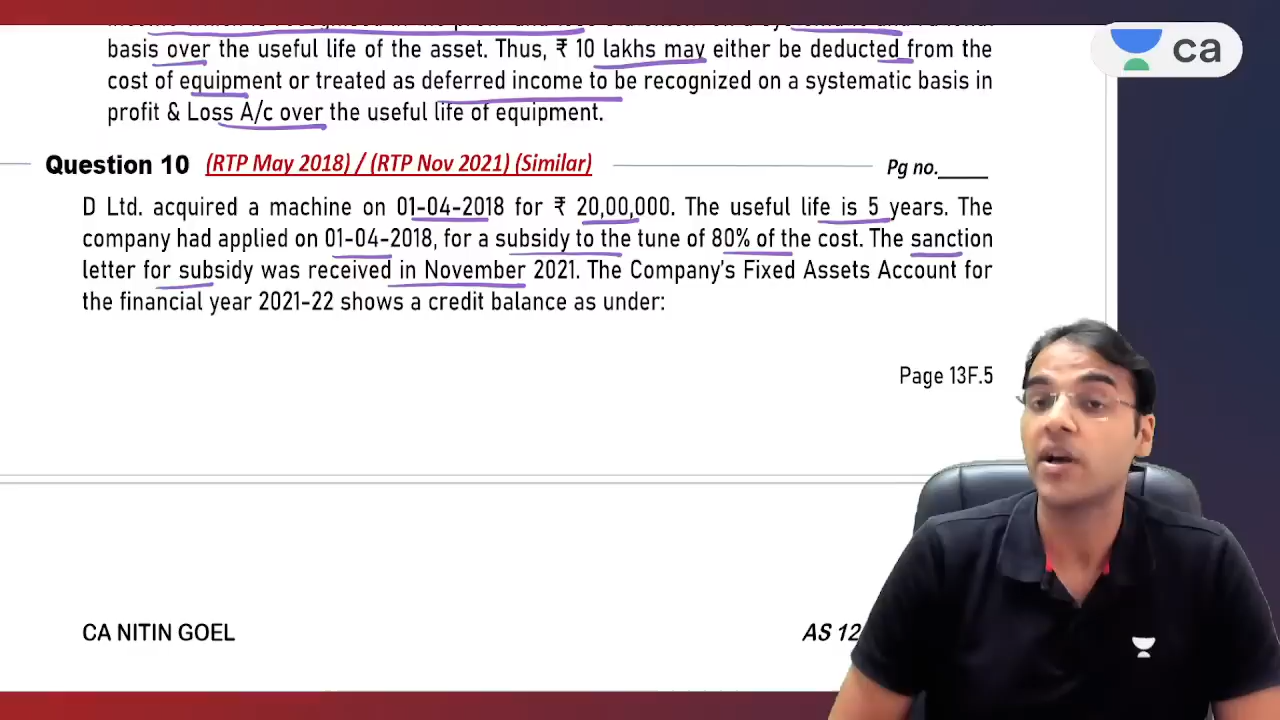 basis over the useful life of the asset. Thus, ₹ 10 lakhs may either be deducted from the
cost of equipment or treated as deferred income to be recognized on a systematic basis in
profit & Loss A/c over the useful life of equipment.
ca
Question 10 (RTP May 2018) / (RTP Nov 2021) (Similar) Pg no._____
D Ltd. acquired a machine on 01-04-2018 for ₹ 20,00,000. The useful life is 5 years. The
company had applied on 01-04-2018, for a subsidy to the tune of 80% of the cost. The sanction
letter for subsidy was received in November 2021. The Company's Fixed Assets Account for
the financial year 2021-22 shows a credit balance as under:
Page 13F.5
CA NITIN GOEL AS 12